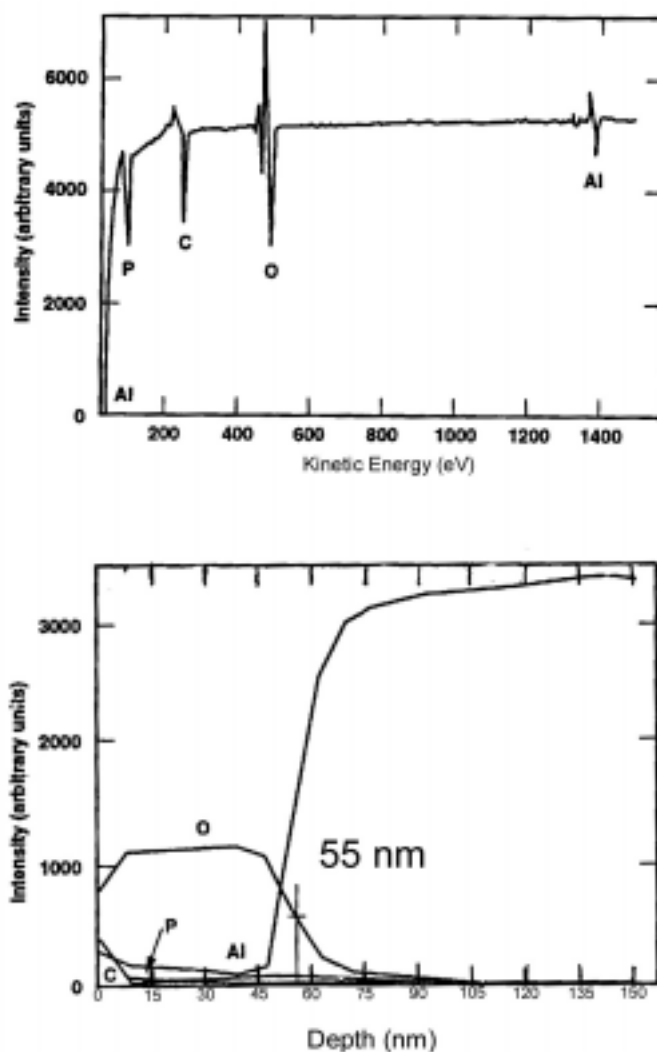 Intensity (arbitrary units)
6000
4000
2000
0
P
C
O
Al
Al
200 400 600 800 1000 1200 1400
Kinetic Energy (eV)
Intensity (arbitrary units)
3000
2000
1000
0
O
55 nm
P
Al
C
0 15 30 45 60 75 90 105 120 135 150
Depth (nm)